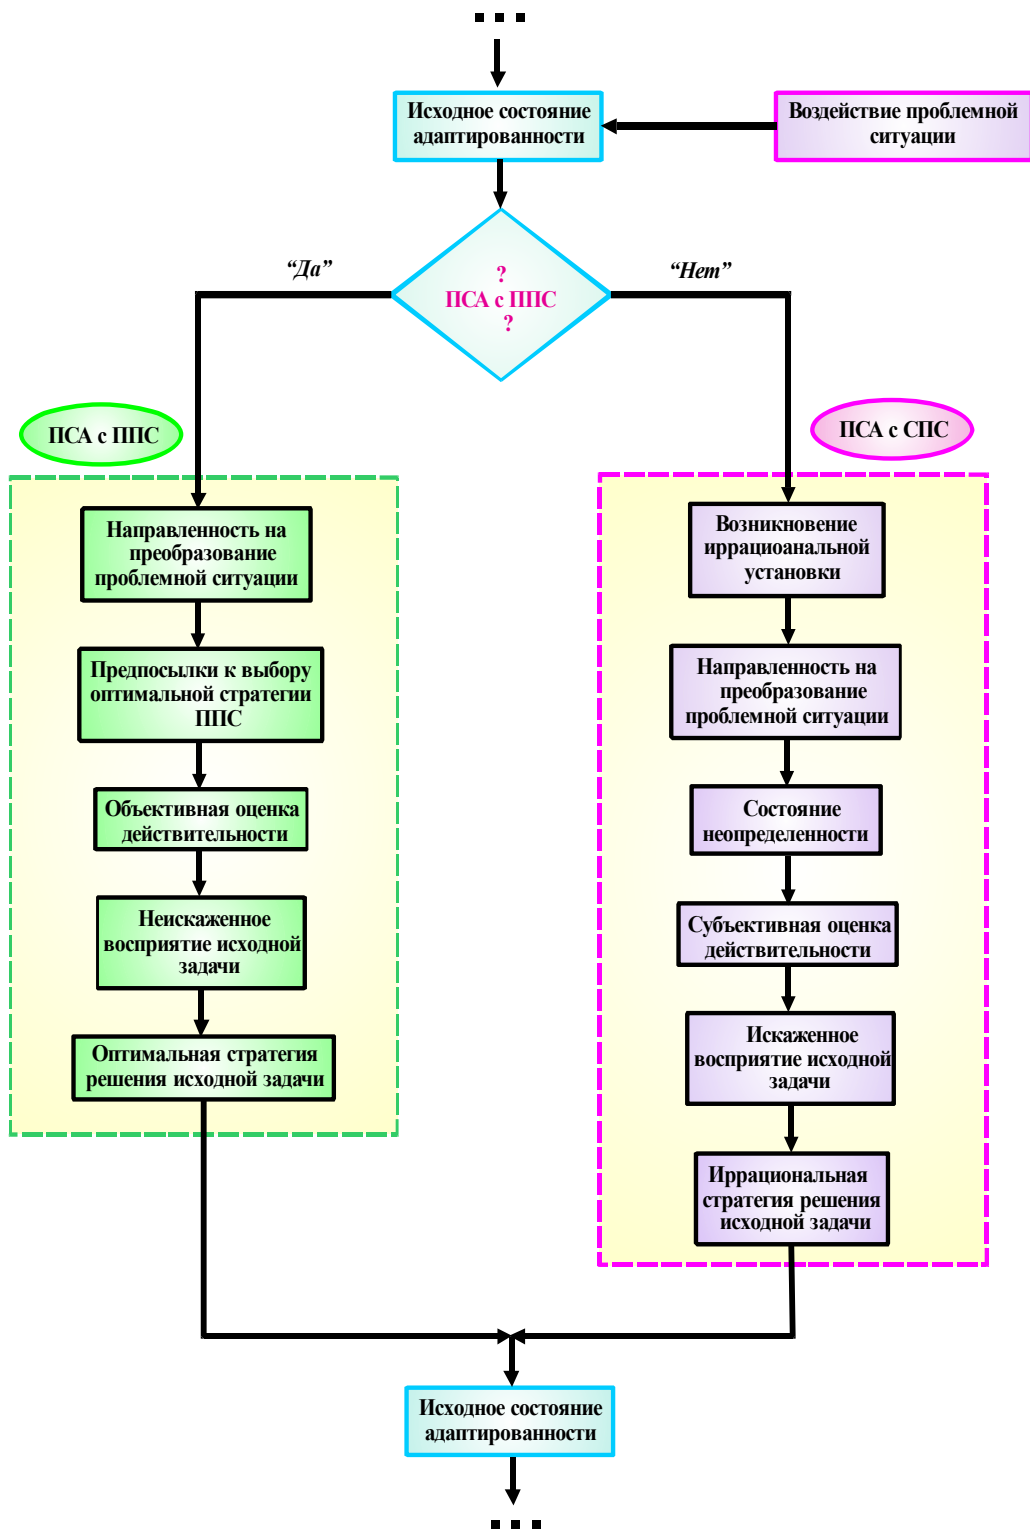 Исходное состояние
адаптированности
Воздействие проблемной
ситуации
“Да”
“Нет”
?
ПСА с ППС
?
ПСА с ППС
ПСА с СПС
Направленность на
преобразование
проблемной ситуации
Предпосылки к выбору
оптимальной стратегии
ППС
Объективная оценка
действительности
Неискаженное
восприятие исходной
задачи
Оптимальная стратегия
решения исходной задачи
Возникновение
иррациоанальной
установки
Направленность на
преобразование
проблемной ситуации
Состояние
неопределенности
Субъективная оценка
действительности
Искаженное
восприятие исходной
задачи
Иррациональная
стратегия решения
исходной задачи
Исходное состояние
адаптированности